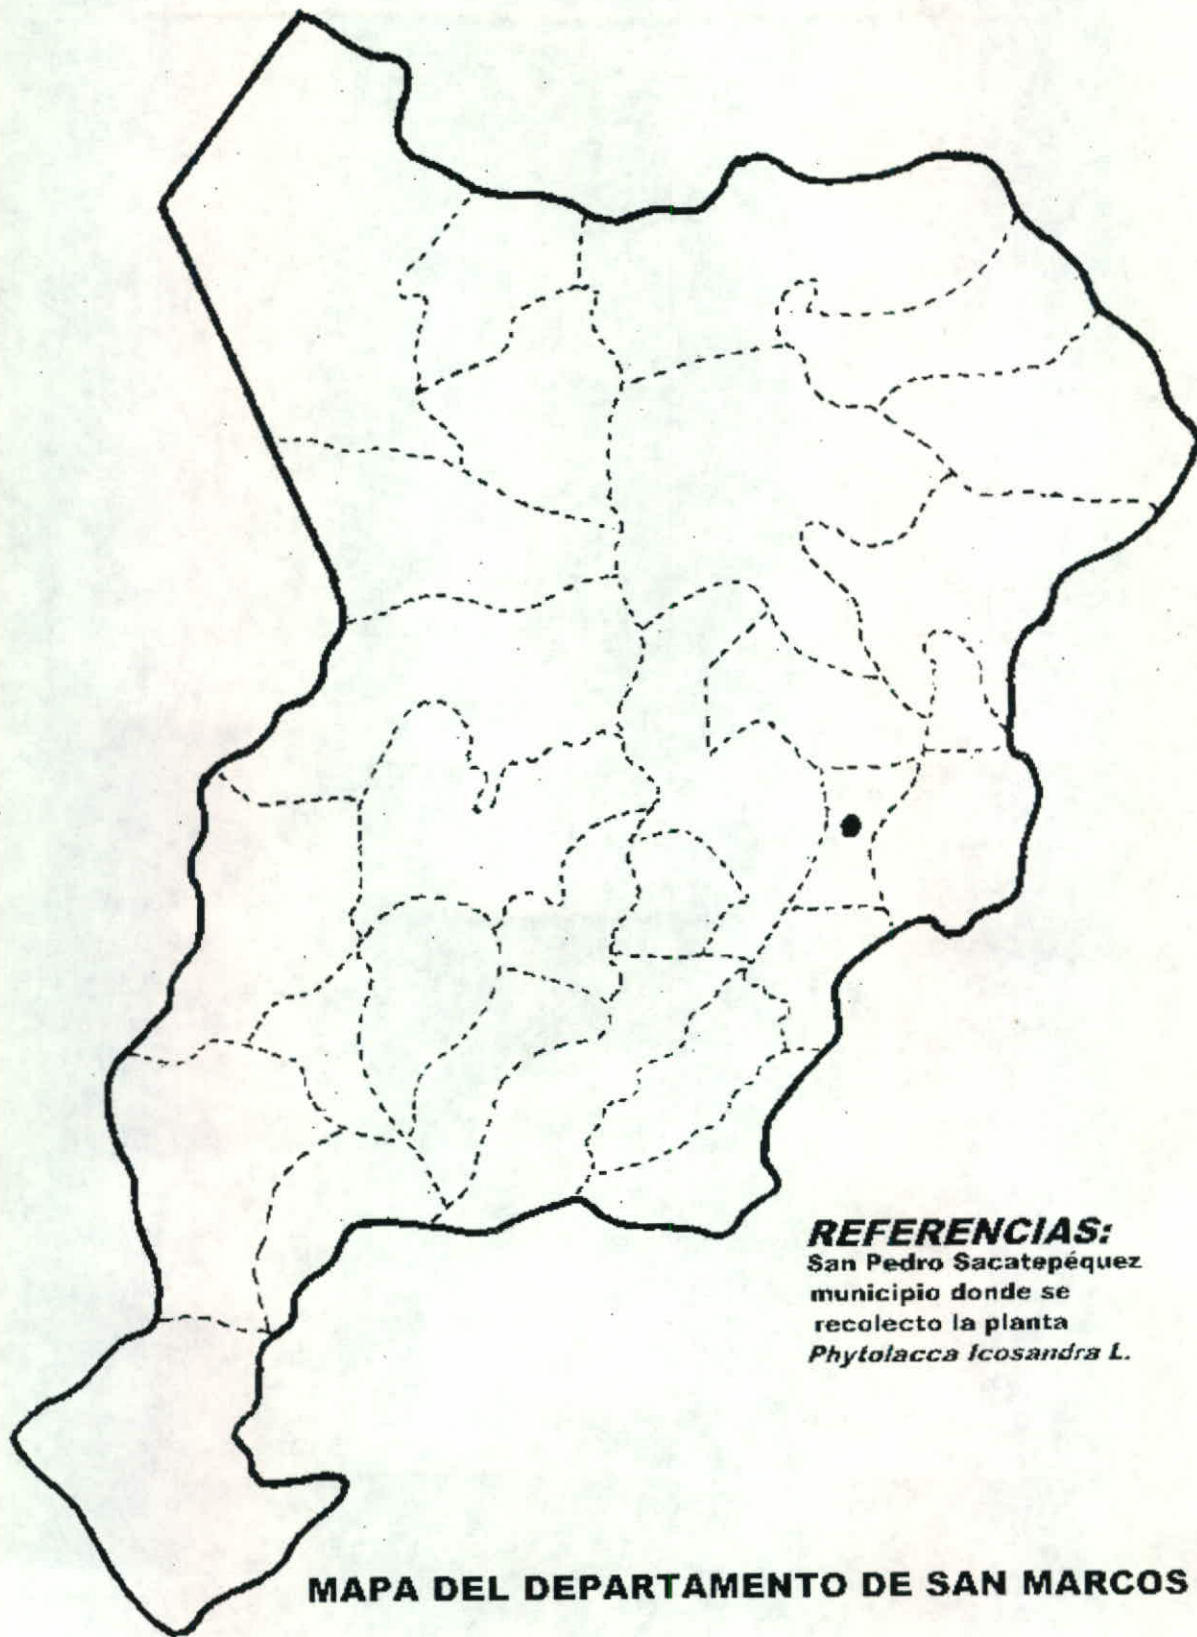 REFERENCIAS:
San Pedro Sacatepéquez
municipio donde se
recolecto la planta
Phytolacca Icosandra L.
MAPA DEL DEPARTAMENTO DE SAN MARCOS